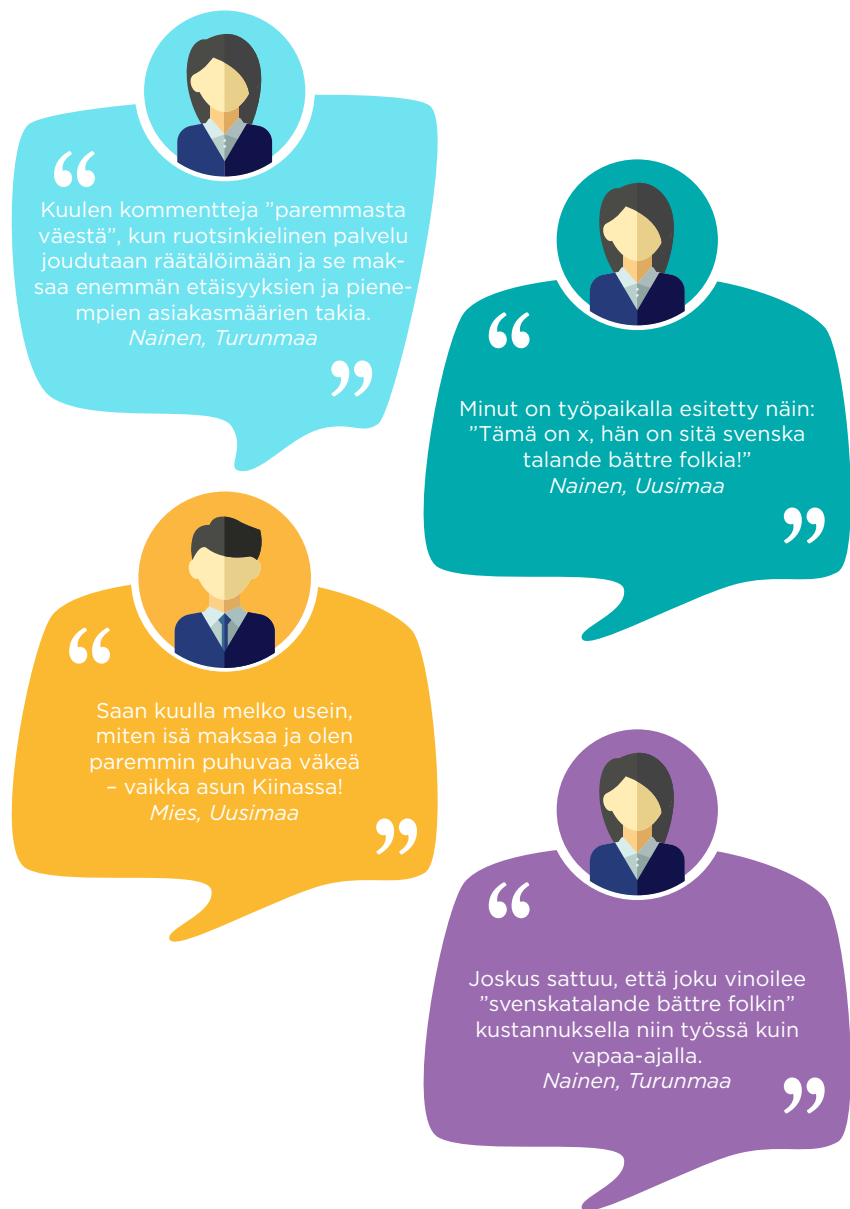 “
Kuulen kommentteja ”paremmasta
väestä”, kun ruotsinkielinen palvelu
joudutaan räätälöimään ja se mak-
saa enemmän etäisyyksien ja piene-
mpien asiakasmäärien takia.
Nainen, Turunmaa
”
“
Minut on työpaikalla esitetty näin:
”Tämä on x, hän on sitä svenska
talande bättre folkia!”
Nainen, Uusimaa
”
“
Saan kuulla melko usein,
miten isä maksaa ja olen
paremmin puhuvaa väkeä
– vaikka asun Kiinassa!
Mies, Uusimaa
”
“
Joskus sattuu, että joku vinoilee
”svenskatalande bättre folkin”
kustannuksella niin työssä kuin
vapaa-ajalla.
Nainen, Turunmaa
”